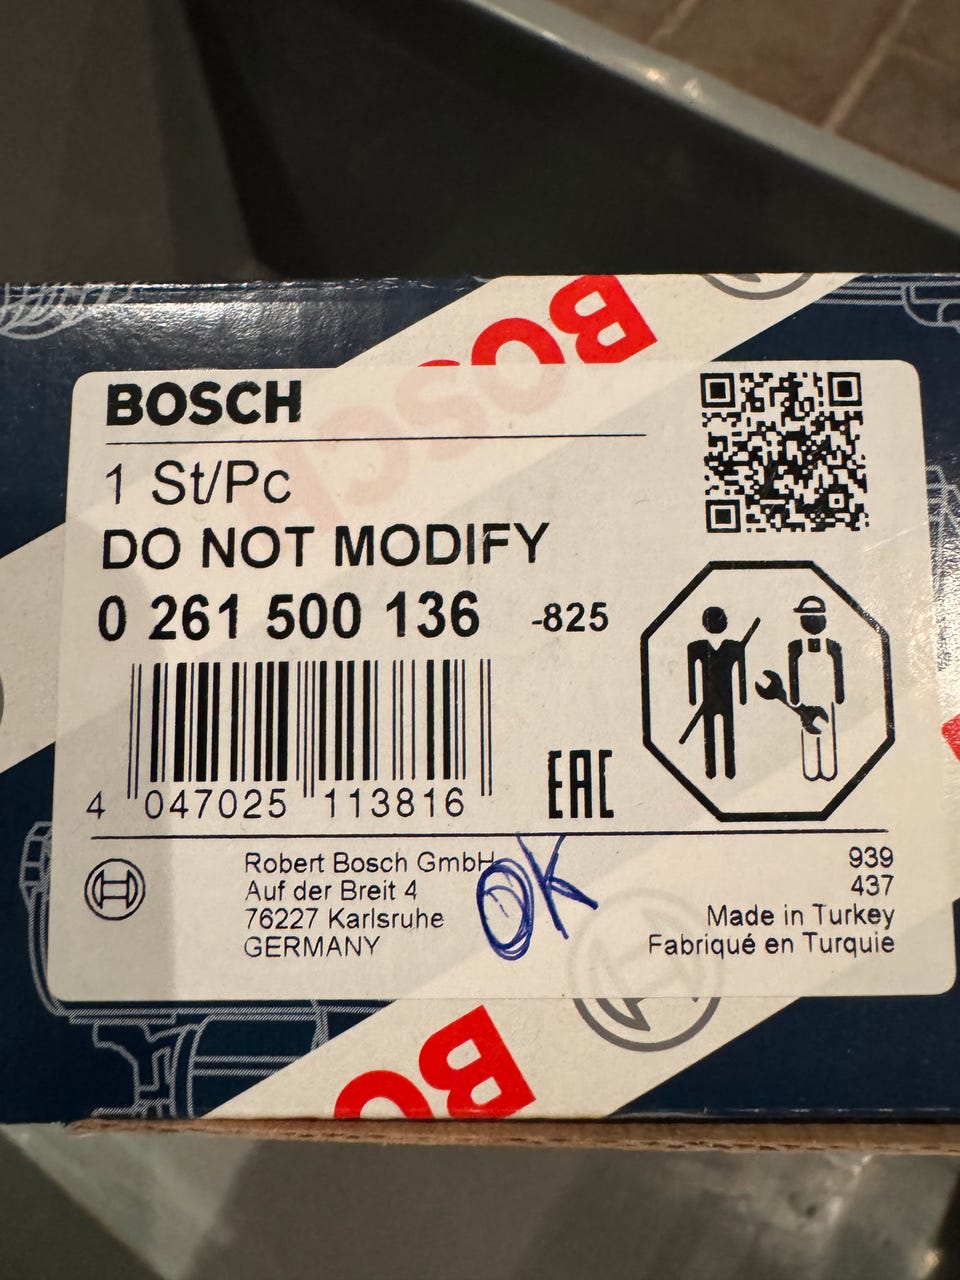 BOSCH
BOSCH
1 St/Pc
DO NOT MODIFY
0 261 500 136 -825
4 047025 113816
EAC
Robert Bosch GmbH
Auf der Breit 4
76227 Karlsruhe
GERMANY
OK
939
437
Made in Turkey
Fabriqué en Turquie
BO